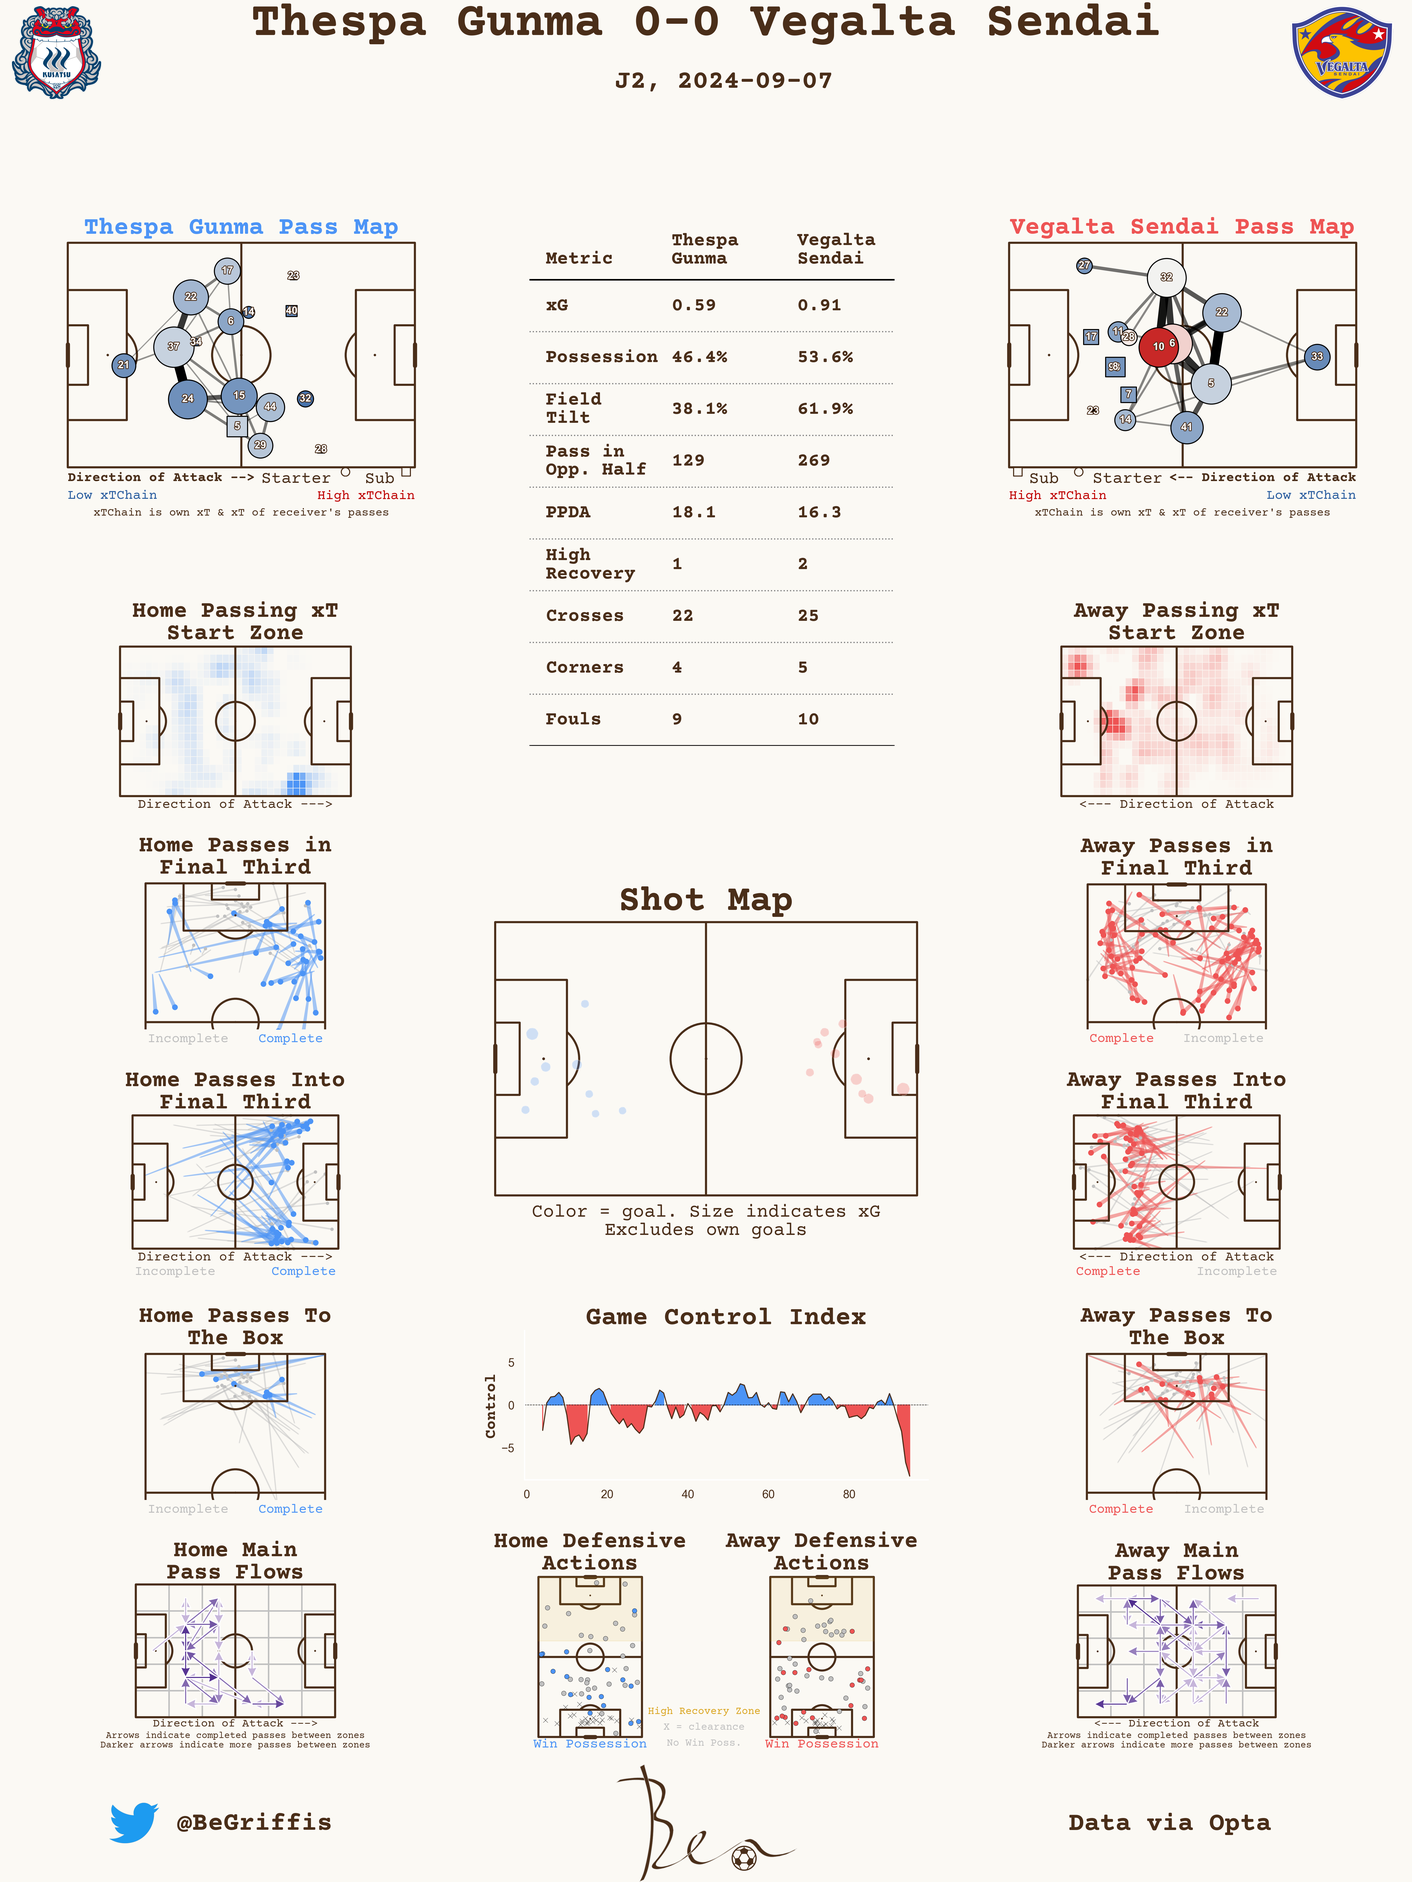 Thespa Gunma 0-0 Vegalta Sendai
J2, 2024-09-07
KUSATSU
VEGALTA
SENDAI
Thespa Gunma Pass Map
17
23
22
14
40
6
37
34
21
24
15
32
44
5
29
28
Direction of Attack --> Starter Sub
Low xTChain High xTChain
xTChain is own xT & xT of receiver's passes
Metric Thespa Gunma Vegalta Sendai
xG 0.59 0.91
Possession 46.4% 53.6%
Field Tilt 38.1% 61.9%
Pass in Opp. Half 129 269
PPDA 18.1 16.3
High Recovery 1 2
Crosses 22 25
Corners 4 5
Fouls 9 10
Vegalta Sendai Pass Map
27
32
22
11
17
28
10
6
33
98
5
7
23
14
41
Sub Starter <-- Direction of Attack
High xTChain Low xTChain
xTChain is own xT & xT of receiver's passes
Home Passing xT
Start Zone
Direction of Attack --->
Away Passing xT
Start Zone
<--- Direction of Attack
Home Passes in
Final Third
Incomplete Complete
Away Passes in
Final Third
Complete Incomplete
Shot Map
Color = goal. Size indicates xG
Excludes own goals
Home Passes Into
Final Third
Direction of Attack --->
Incomplete Complete
Away Passes Into
Final Third
<--- Direction of Attack
Complete Incomplete
Home Passes To
The Box
Incomplete Complete
Game Control Index
Control
5
0
−5
0 20 40 60 80
Away Passes To
The Box
Complete Incomplete
Home Main
Pass Flows
Direction of Attack --->
Arrows indicate completed passes between zones
Darker arrows indicate more passes between zones
Home Defensive
Actions
Win Possession
Away Defensive
Actions
Win Possession
High Recovery Zone
X = clearance
No Win Poss.
Away Main
Pass Flows
<--- Direction of Attack
Arrows indicate completed passes between zones
Darker arrows indicate more passes between zones
@BeGriffis
Ben
Data via Opta